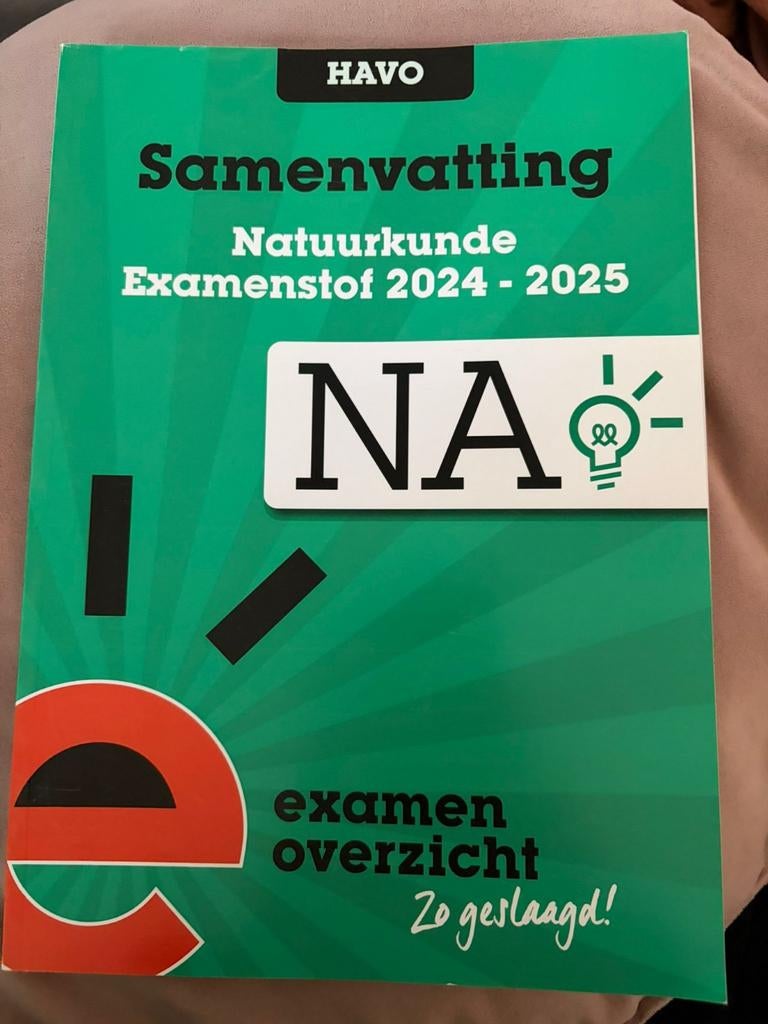 HAVO
Samenvatting
Natuurkunde
Examenstof 2024 - 2025
NA
e
examen
overzicht
Zo geslaagd!